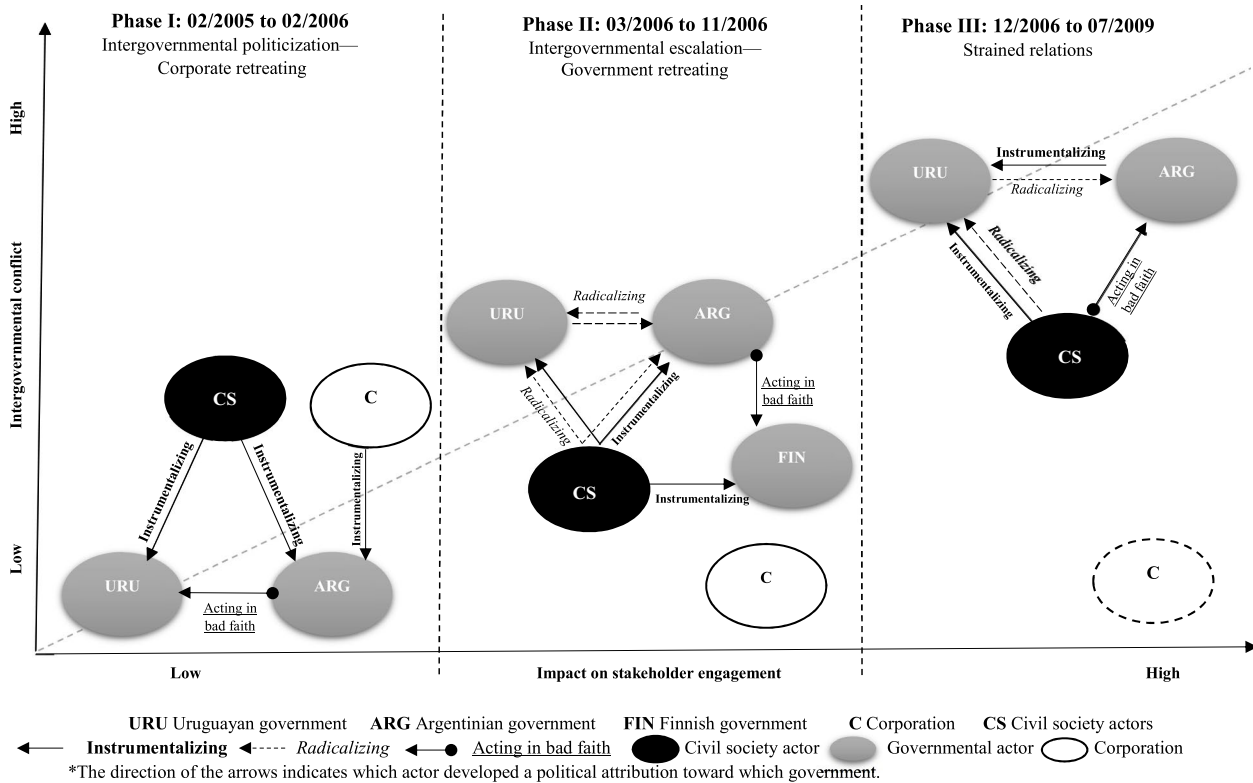 Phase I: 02/2005 to 02/2006
Intergovernmental politicization—
Corporate retreating
Phase II: 03/2006 to 11/2006
Intergovernmental escalation—
Government retreating
Phase III: 12/2006 to 07/2009
Strained relations
High
Intergovernmental conflict
Low
CS
C
Instrumentalizing
Instrumentalizing
Instrumentalizing
URU
ARG
Acting in
bad faith
URU
Radicalizing
ARG
Radicalizing
Instrumentalizing
Acting in
bad faith
FIN
CS
Instrumentalizing
C
URU
Instrumentalizing
Radicalizing
ARG
Radicalizing
Instrumentalizing
Acting in
bad faith
CS
C
Low
Impact on stakeholder engagement
High
URU Uruguayan government ARG Argentinian government FIN Finnish government C Corporation CS Civil society actors
Instrumentalizing Radicalizing Acting in bad faith Civil society actor Governmental actor Corporation
*The direction of the arrows indicates which actor developed a political attribution toward which government.